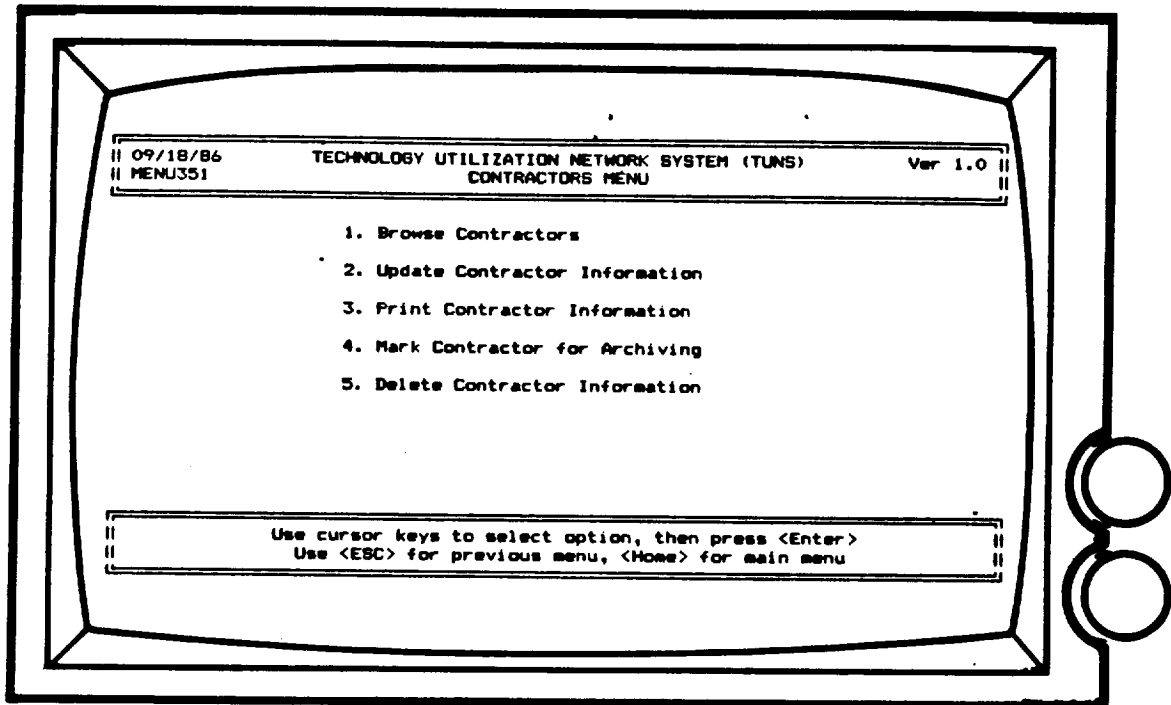 09/18/86 TECHNOLOGY UTILIZATION NETWORK SYSTEM (TUNS) Ver 1.0
MENU351 CONTRACTORS MENU
1. Browse Contractors
2. Update Contractor Information
3. Print Contractor Information
4. Mark Contractor for Archiving
5. Delete Contractor Information
Use cursor keys to select option, then press <Enter>
Use <ESC> for previous menu, <Home> for main menu